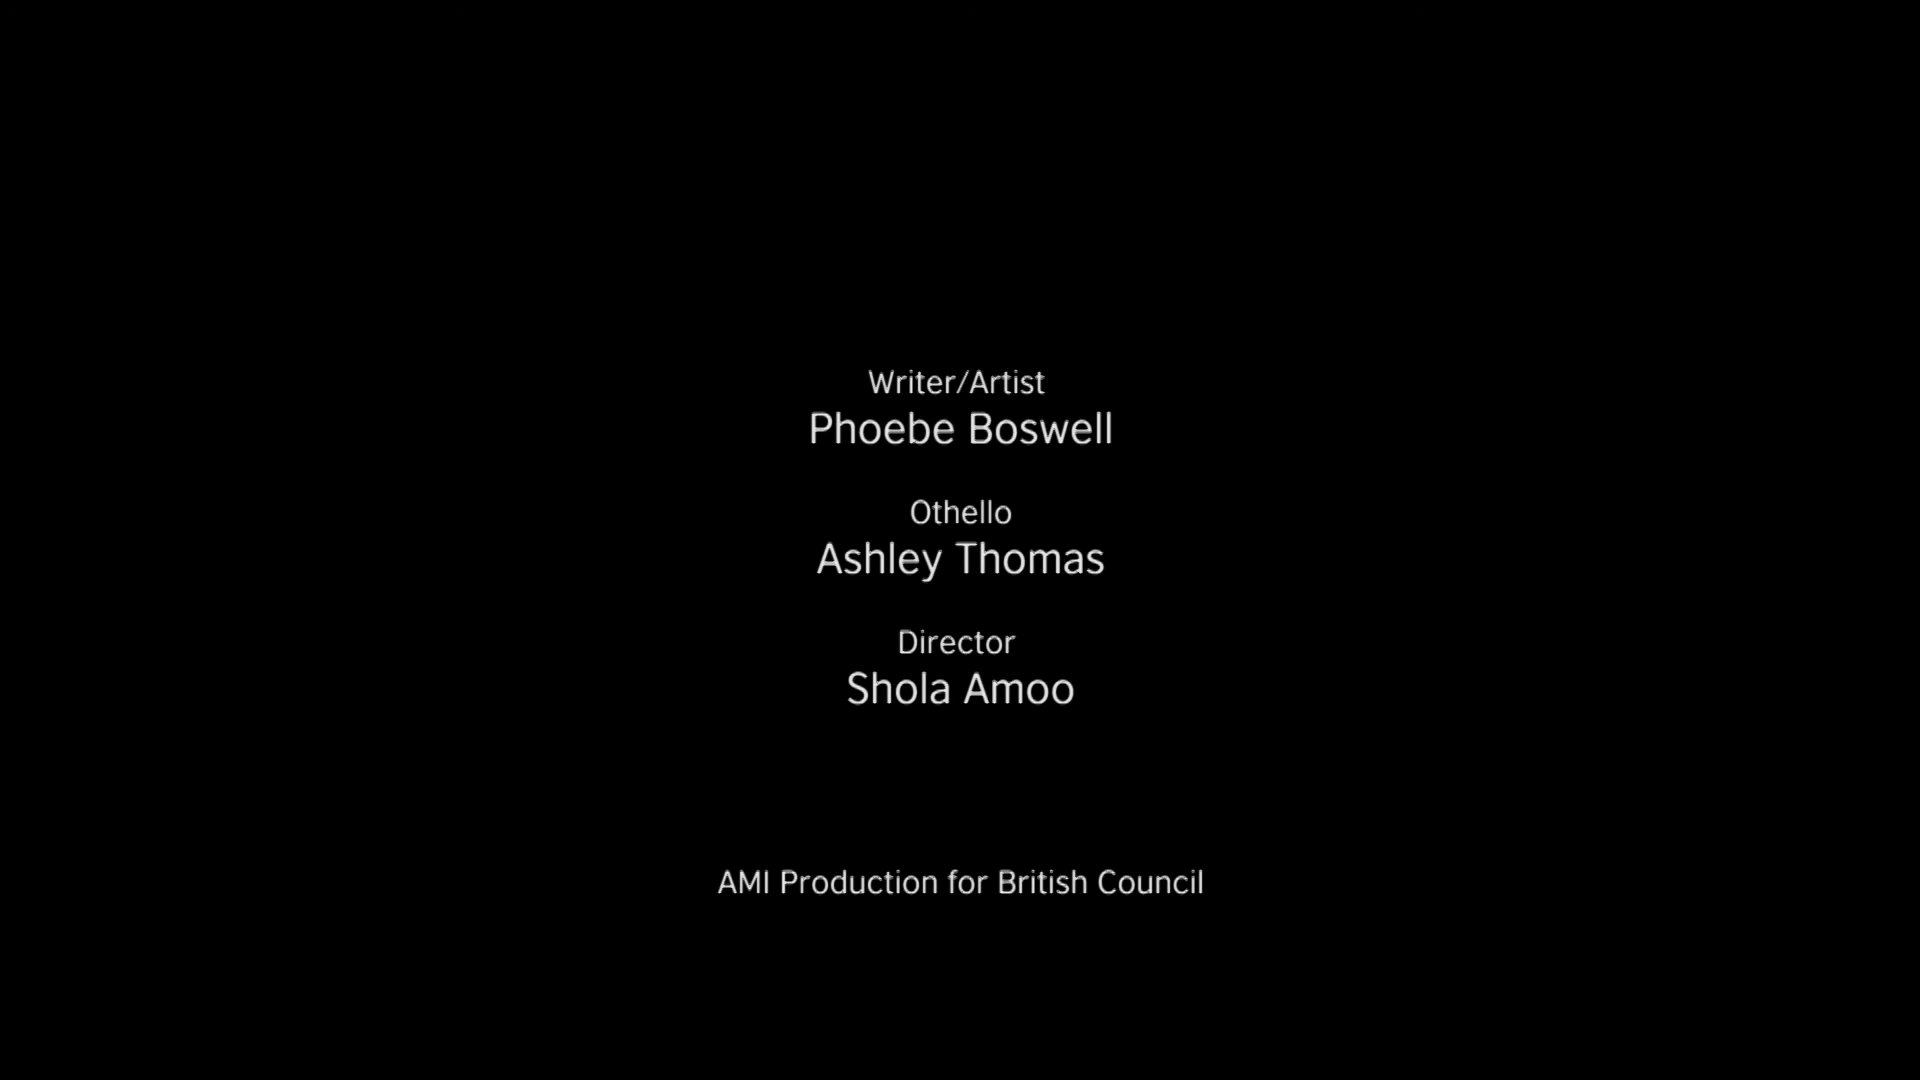 Writer/Artist
Phoebe Boswell
Othello
Ashley Thomas
Director
Shola Amoo
AMI Production for British Council